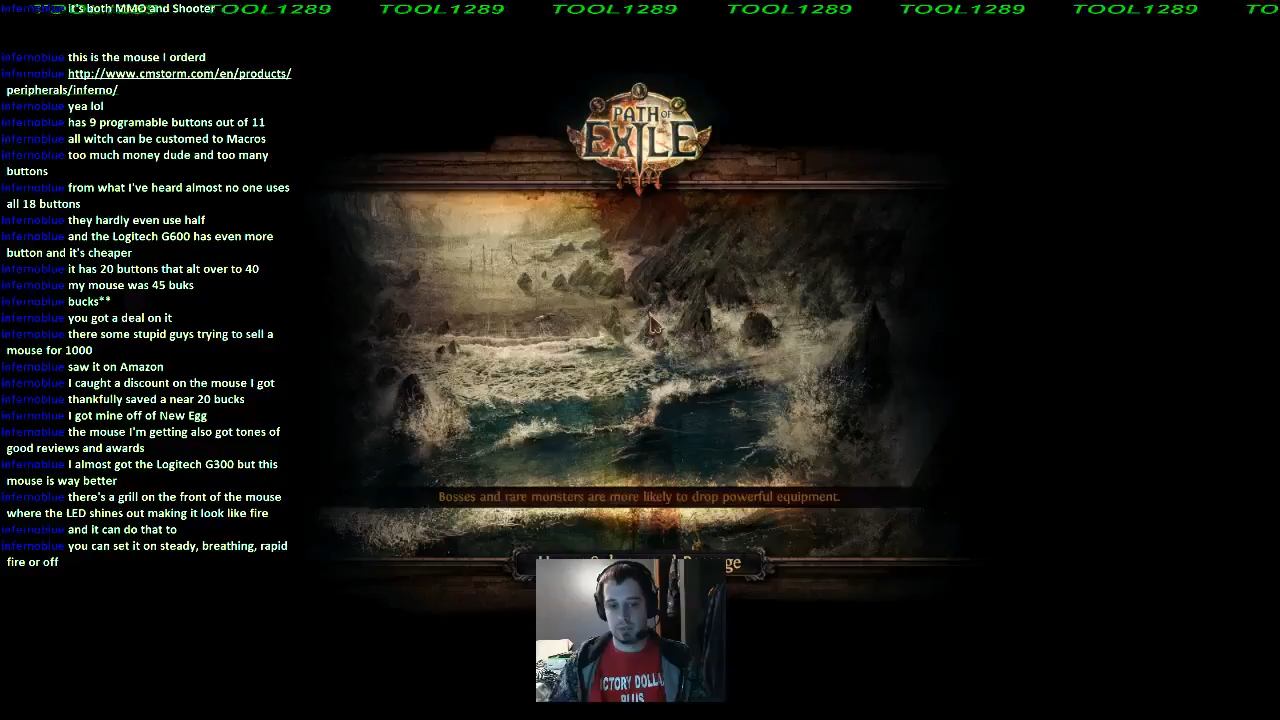 TOOL1289 TOOL1289 TOOL1289 TOOL1289 TOOL1289 TOOL1289
infernoblue it's both MMO and Shooter
infernoblue this is the mouse I orderd
infernoblue http://www.cmstorm.com/en/products/
peripherals/inferno/
infernoblue yea lol
infernoblue has 9 programable buttons out of 11
infernoblue all witch can be customed to Macros
infernoblue too much money dude and too many
buttons
infernoblue from what I've heard almost no one uses
all 18 buttons
infernoblue they hardly even use half
infernoblue and the Logitech G600 has even more
button and it's cheaper
infernoblue it has 20 buttons that alt over to 40
infernoblue my mouse was 45 buks
infernoblue bucks**
infernoblue you got a deal on it
infernoblue there some stupid guys trying to sell a
mouse for 1000
infernoblue saw it on Amazon
infernoblue I caught a discount on the mouse I got
infernoblue thankfully saved a near 20 bucks
infernoblue I got mine off of New Egg
infernoblue the mouse I'm getting also got tones of
good reviews and awards
infernoblue I almost got the Logitech G300 but this
mouse is way better
infernoblue there's a grill on the front of the mouse
where the LED shines out making it look like fire
infernoblue and it can do that to
infernoblue you can set it on steady, breathing, rapid
fire or off
PATH OF
EXILE
Bosses and rare monsters are more likely to drop powerful equipment.
PLUS